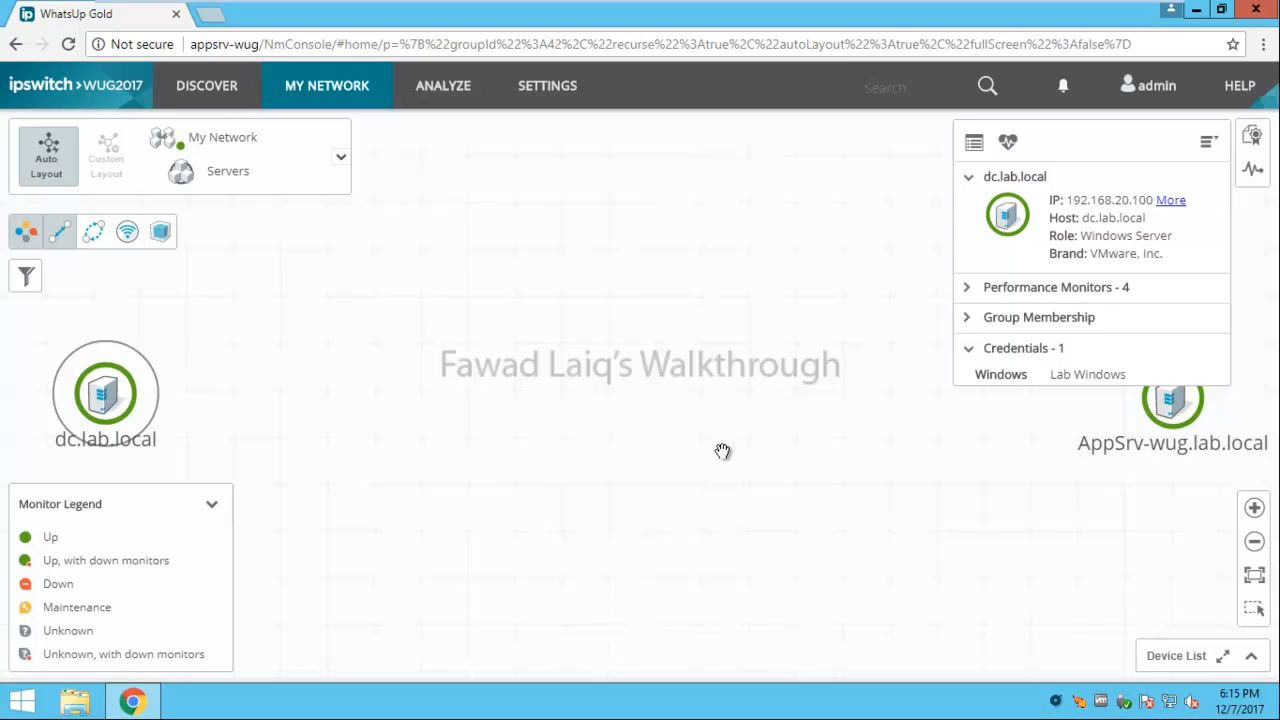 WhatsUp Gold
Not secure
appsrv-wug/NmConsole/#home/p=%7B%22groupId%22%3A42%2C%22recurse%22%3Atrue%2C%22autoLayout%22%3Atrue%2C%22fullScreen%22%3Afalse%7D
ipswitch > WUG2017
DISCOVER
MY NETWORK
ANALYZE
SETTINGS
Search
admin
HELP
Auto
Layout
Custom
Layout
My Network
Servers
dc.lab.local
IP: 192.168.20.100 More
Host: dc.lab.local
Role: Windows Server
Brand: VMware, Inc.
Performance Monitors - 4
Group Membership
Credentials - 1
Windows Lab Windows
Fawad Laiq's Walkthrough
dc.lab.local
AppSrv-wug.lab.local
Monitor Legend
Up
Up, with down monitors
Down
Maintenance
Unknown
Unknown, with down monitors
Device List
6:15 PM
12/7/2017